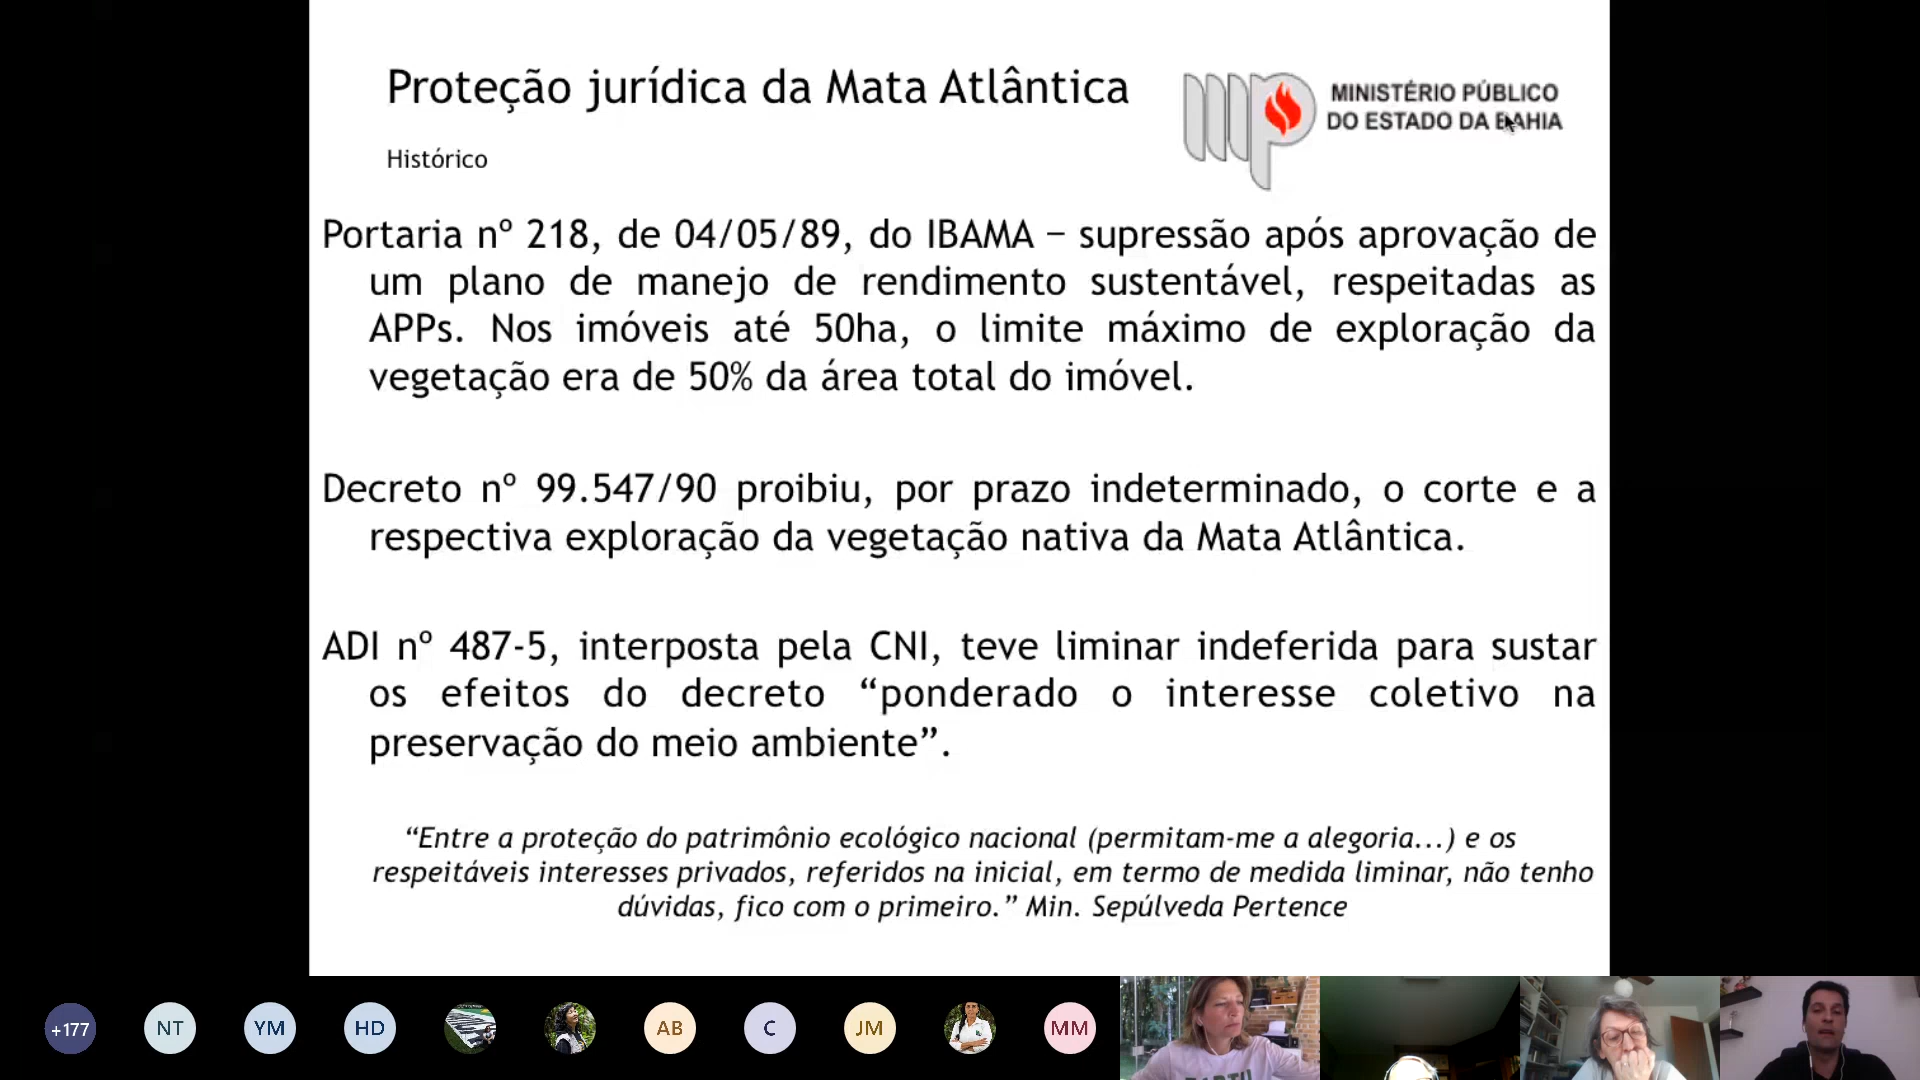 Proteção jurídica da Mata Atlântica
MINISTÉRIO PÚBLICO
DO ESTADO DA BAHIA
Histórico
Portaria nº 218, de 04/05/89, do IBAMA – supressão após aprovação de
um plano de manejo de rendimento sustentável, respeitadas as
APPs. Nos imóveis até 50ha, o limite máximo de exploração da
vegetação era de 50% da área total do imóvel.
Decreto nº 99.547/90 proibiu, por prazo indeterminado, o corte e a
respectiva exploração da vegetação nativa da Mata Atlântica.
ADI nº 487-5, interposta pela CNI, teve liminar indeferida para sustar
os efeitos do decreto “ponderado o interesse coletivo na
preservação do meio ambiente”.
“Entre a proteção do patrimônio ecológico nacional (permitam-me a alegoria...) e os
respeitáveis interesses privados, referidos na inicial, em termo de medida liminar, não tenho
dúvidas, fico com o primeiro.” Min. Sepúlveda Pertence
+177 NT YM HD AB C JM MM